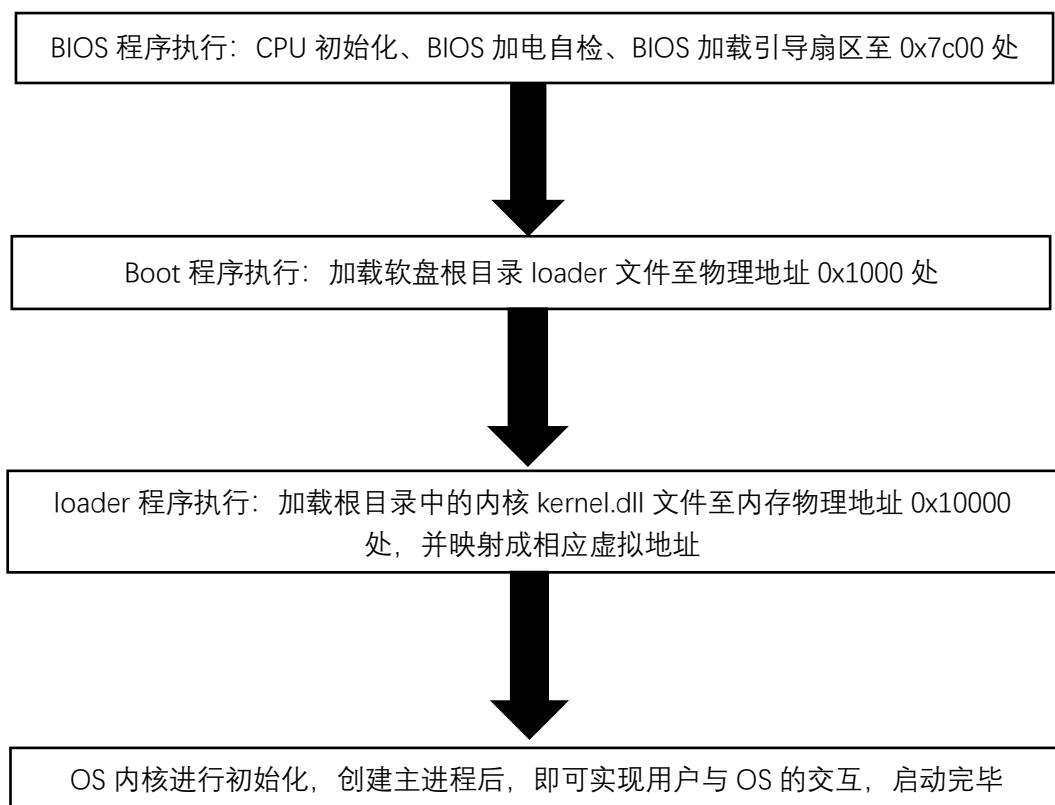 BIOS 程序执行：CPU 初始化、BIOS 加电自检、BIOS 加载引导扇区至 0x7c00 处
Boot 程序执行：加载软盘根目录 loader 文件至物理地址 0x1000 处
loader 程序执行：加载根目录中的内核 kernel.dll 文件至内存物理地址 0x10000
处，并映射成相应虚拟地址
OS 内核进行初始化，创建主进程后，即可实现用户与 OS 的交互，启动完毕